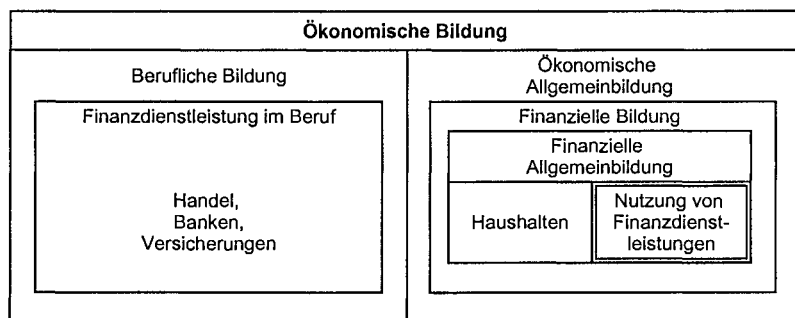 Ökonomische Bildung
Berufliche Bildung
Finanzdienstleistung im Beruf
Handel,
Banken,
Versicherungen
Ökonomische
Allgemeinbildung
Finanzielle Bildung
Finanzielle
Allgemeinbildung
Haushalten
Nutzung von
Finanzdienst-
leistungen